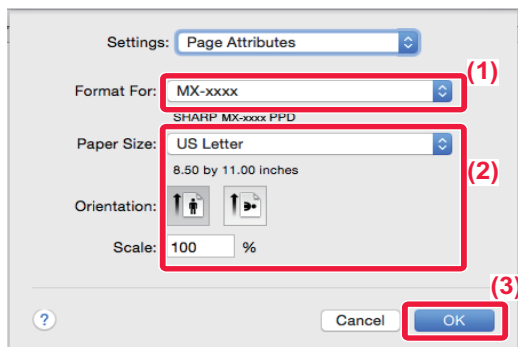 Settings: Page Attributes
(1)
Format For: MX-xxxx
SHARP MX-xxxx PPD
Paper Size: US Letter
8.50 by 11.00 inches
(2)
Orientation:
Scale: 100 %
(3)
? Cancel OK